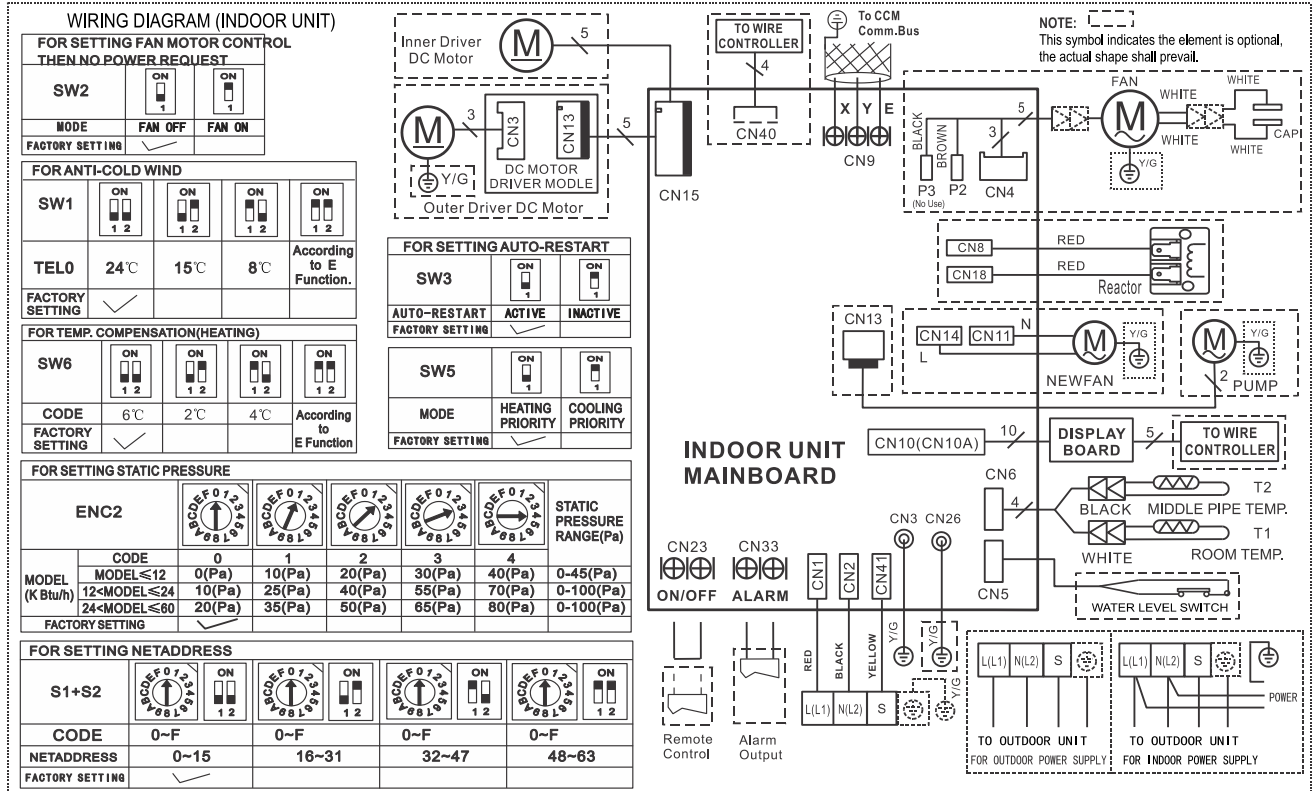 WIRING DIAGRAM (INDOOR UNIT)
FOR SETTING FAN MOTOR CONTROL
THEN NO POWER REQUEST
SW2
ON
1
ON
1
MODE FAN OFF FAN ON
FACTORY SETTING
FOR ANTI-COLD WIND
SW1
ON
1 2
ON
1 2
ON
1 2
ON
1 2
TEL0 24℃ 15℃ 8℃ According
to E
Function.
FACTORY
SETTING
FOR TEMP. COMPENSATION(HEATING)
SW6
ON
1 2
ON
1 2
ON
1 2
ON
1 2
CODE 6℃ 2℃ 4℃ According
to
E Function
FACTORY
SETTING
FOR SETTING STATIC PRESSURE
ENC2
STATIC
PRESSURE
RANGE(Pa)
CODE 0 1 2 3 4
MODEL
(K Btu/h)
MODEL≤12 0(Pa) 10(Pa) 20(Pa) 30(Pa) 40(Pa) 0-45(Pa)
12<MODEL≤24 10(Pa) 25(Pa) 40(Pa) 55(Pa) 70(Pa) 0-100(Pa)
24<MODEL≤60 20(Pa) 35(Pa) 50(Pa) 65(Pa) 80(Pa) 0-100(Pa)
FACTORY SETTING
FOR SETTING NETADDRESS
S1+S2
ON
1 2
ON
1 2
ON
1 2
ON
1 2
CODE 0~F 0~F 0~F 0~F
NETADDRESS 0~15 16~31 32~47 48~63
FACTORY SETTING
Inner Driver
DC Motor
M
5
M
3
CN3
CN13
DC MOTOR
DRIVER MODLE
Y/G
Outer Driver DC Motor
5
CN15
FOR SETTING AUTO-RESTART
SW3
ON
1
ON
1
AUTO-RESTART ACTIVE INACTIVE
FACTORY SETTING
SW5
ON
1
ON
1
MODE HEATING
PRIORITY COOLING
PRIORITY
FACTORY SETTING
TO WIRE
CONTROLLER
4
CN40
To CCM
Comm.Bus
X Y E
CN9
NOTE:
This symbol indicates the element is optional,
the actual shape shall prevail.
BLACK
BROWN
P3
(No Use)
P2
3
CN4
5
FAN
M
Y/G
WHITE
WHITE
WHITE
WHITE
CAP
CN8
RED
CN18
RED
Reactor
CN13
CN14
CN11
N
L
M
Y/G
NEWFAN
M
Y/G
2
PUMP
CN10(CN10A)
10
DISPLAY
BOARD
5
TO WIRE
CONTROLLER
INDOOR UNIT
MAINBOARD
CN6
4
BLACK
T2
MIDDLE PIPE TEMP.
WHITE
T1
ROOM TEMP.
CN5
WATER LEVEL SWITCH
CN23
ON/OFF
CN33
ALARM
CN1
CN2
CN41
CN3
CN26
RED
BLACK
YELLOW
Y/G
Y/G
Y/G
L(L1) N(L2) S
Remote
Control
Alarm
Output
L(L1) N(L2) S
TO OUTDOOR UNIT
FOR OUTDOOR POWER SUPPLY
L(L1) N(L2) S
POWER
TO OUTDOOR UNIT
FOR INDOOR POWER SUPPLY